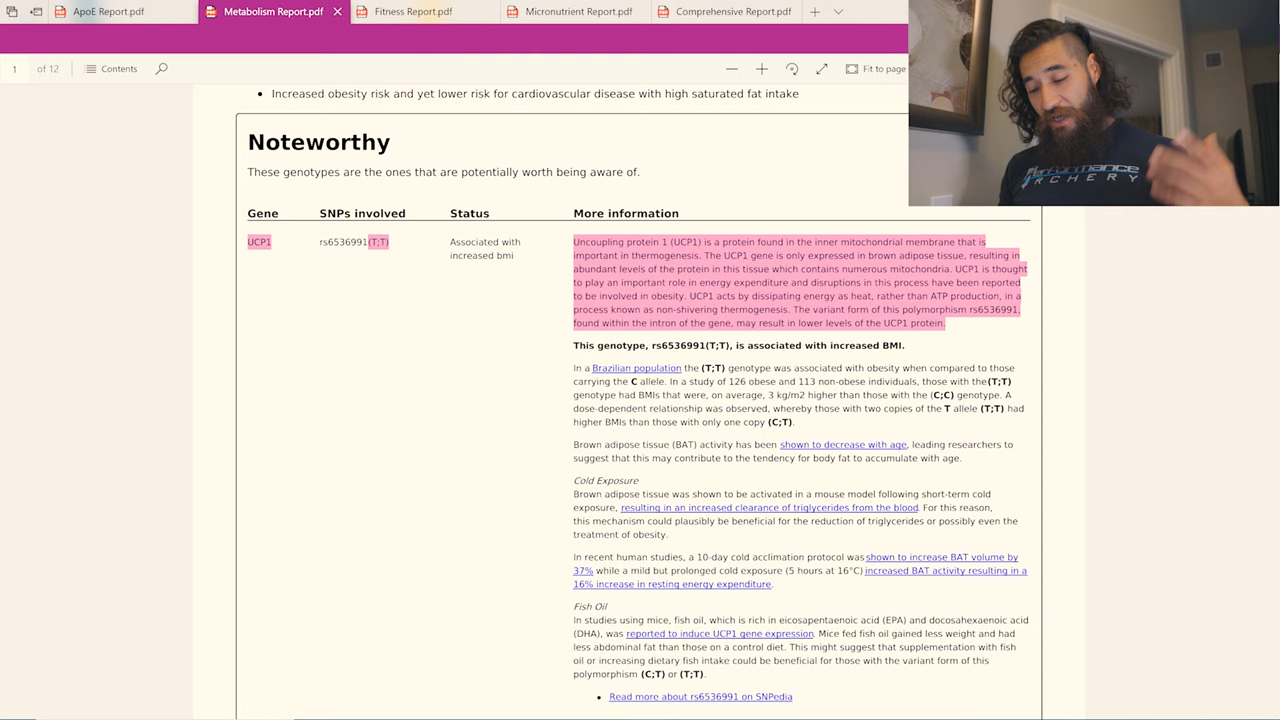 ApoE Report.pdf
Metabolism Report.pdf
Fitness Report.pdf
Micronutrient Report.pdf
Comprehensive Report.pdf
1 of 12
Contents
Fit to page
• Increased obesity risk and yet lower risk for cardiovascular disease with high saturated fat intake
Noteworthy
These genotypes are the ones that are potentially worth being aware of.
Gene SNPs involved Status More information
UCP1 rs6536991(T;T)
Associated with
increased bmi
Uncoupling protein 1 (UCP1) is a protein found in the inner mitochondrial membrane that is
important in thermogenesis. The UCP1 gene is only expressed in brown adipose tissue, resulting in
abundant levels of the protein in this tissue which contains numerous mitochondria. UCP1 is thought
to play an important role in energy expenditure and disruptions in this process have been reported
to be involved in obesity. UCP1 acts by dissipating energy as heat, rather than ATP production, in a
process known as non-shivering thermogenesis. The variant form of this polymorphism rs6536991,
found within the intron of the gene, may result in lower levels of the UCP1 protein.
This genotype, rs6536991(T;T), is associated with increased BMI.
In a Brazilian population the (T;T) genotype was associated with obesity when compared to those
carrying the C allele. In a study of 126 obese and 113 non-obese individuals, those with the(T;T)
genotype had BMIs that were, on average, 3 kg/m2 higher than those with the (C;C) genotype. A
dose-dependent relationship was observed, whereby those with two copies of the T allele (T;T) had
higher BMIs than those with only one copy (C;T).
Brown adipose tissue (BAT) activity has been shown to decrease with age, leading researchers to
suggest that this may contribute to the tendency for body fat to accumulate with age.
Cold Exposure
Brown adipose tissue was shown to be activated in a mouse model following short-term cold
exposure, resulting in an increased clearance of triglycerides from the blood. For this reason,
this mechanism could plausibly be beneficial for the reduction of triglycerides or possibly even the
treatment of obesity.
In recent human studies, a 10-day cold acclimation protocol was shown to increase BAT volume by
37% while a mild but prolonged cold exposure (5 hours at 16°C) increased BAT activity resulting in a
16% increase in resting energy expenditure.
Fish Oil
In studies using mice, fish oil, which is rich in eicosapentaenoic acid (EPA) and docosahexaenoic acid
(DHA), was reported to induce UCP1 gene expression. Mice fed fish oil gained less weight and had
less abdominal fat than those on a control diet. This might suggest that supplementation with fish
oil or increasing dietary fish intake could be beneficial for those with the variant form of this
polymorphism (C;T) or (T;T).
• Read more about rs6536991 on SNPedia
Performance
ARCHERY